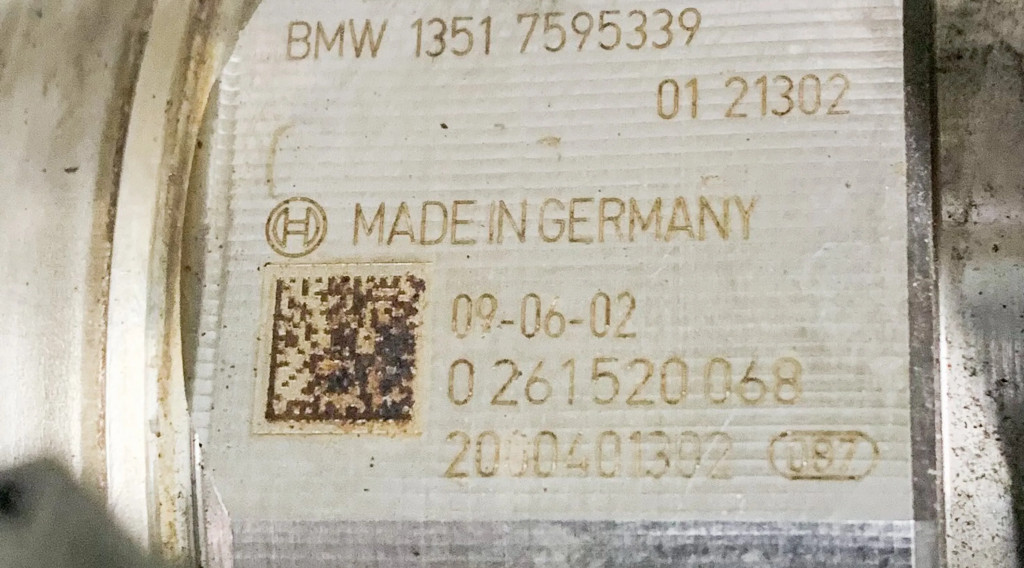 BMW 1351 7595339
01 21302
MADE IN GERMANY
09-06-02
0 261 520 068
2000401392 087